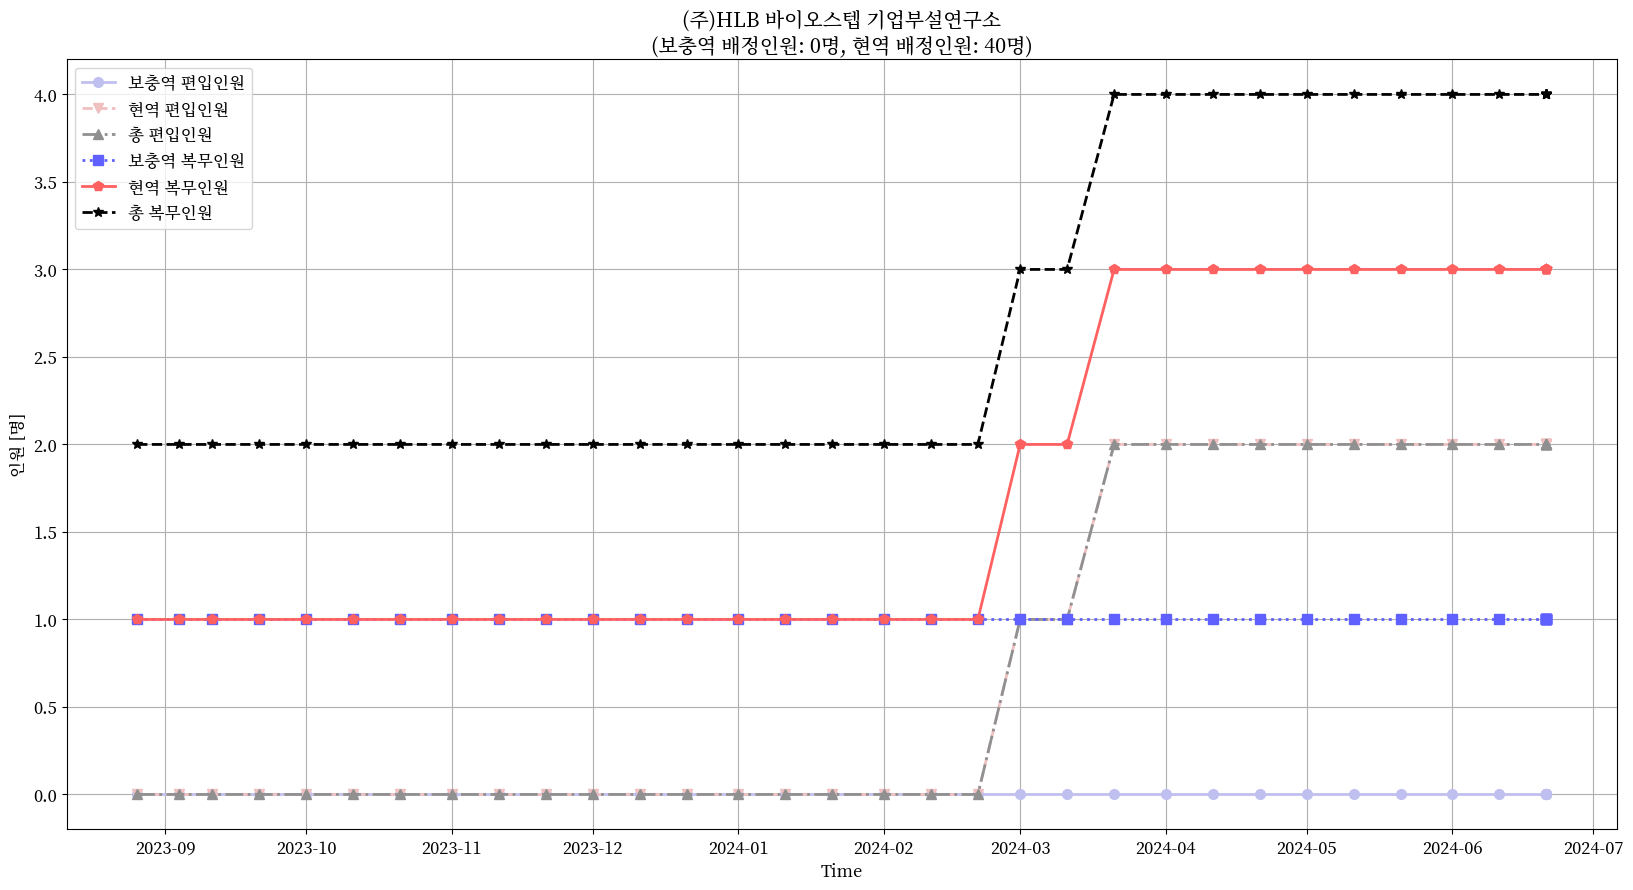 (주)HLB 바이오스텝 기업부설연구소
(보충역 배정인원: 0명, 현역 배정인원: 40명)
보충역 편입인원
현역 편입인원
총 편입인원
보충역 복무인원
현역 복무인원
총 복무인원
인원 [명]
4.0
3.5
3.0
2.5
2.0
1.5
1.0
0.5
0.0
2023-09 2023-10 2023-11 2023-12 2024-01 2024-02 2024-03 2024-04 2024-05 2024-06 2024-07
Time